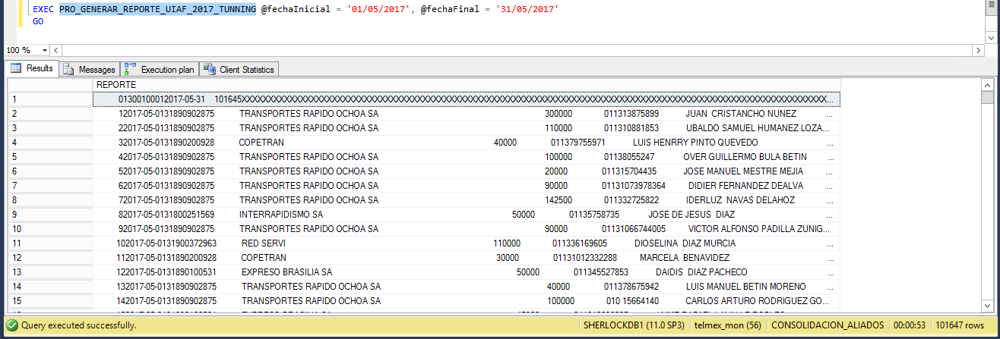 EXEC PRO_GENERAR_REPORTE_UIAF_2017_TUNNING @fechaInicial = '01/05/2017', @fechaFinal = '31/05/2017'
GO
100 %
Results Messages Execution plan Client Statistics
REPORTE
1 01300100012017-05-31 101645XXXXXXXXXXXXXXXXXXXXXXXXXXXXXXXXXXXXXXXXXXXXXXXXXXXXXXXXXXXXXXXXXXXXXXXXXXXXXXXXXXXXXXXXXXXXXXXXXXXXXXXXXXXXXXXXXXXX...
2 12017-05-0131890902875 TRANSPORTES RAPIDO OCHOA SA 300000 011313875899 JUAN CRISTANCHO NUNEZ ...
3 22017-05-0131890902875 TRANSPORTES RAPIDO OCHOA SA 110000 011310881853 UBALDO SAMUEL HUMANEZ LOZA...
4 32017-05-0131890200928 COPETRAN 40000 011379755971 LUIS HENRRY PINTO QUEVEDO ...
5 42017-05-0131890902875 TRANSPORTES RAPIDO OCHOA SA 100000 01138055247 OVER GUILLERMO BULA BETIN ...
6 52017-05-0131890902875 TRANSPORTES RAPIDO OCHOA SA 20000 011315704435 JOSE MANUEL MESTRE MEJIA ...
7 62017-05-0131890902875 TRANSPORTES RAPIDO OCHOA SA 90000 01131073978364 DIDIER FERNANDEZ DEALVA ...
8 72017-05-0131890902875 TRANSPORTES RAPIDO OCHOA SA 142500 011332725822 IDERLUZ NAVAS DELAHOZ ...
9 82017-05-0131800251569 INTERRAPIDISMO SA 50000 01135758735 JOSE DE JESUS DIAZ ...
10 92017-05-0131890902875 TRANSPORTES RAPIDO OCHOA SA 90000 01131066744005 VICTOR ALFONSO PADILLA ZUNIG...
11 102017-05-0131900372963 RED SERVI 110000 011336169605 DIOSELINA DIAZ MURCIA ...
12 112017-05-0131890200928 COPETRAN 30000 01131012332288 MARCELA BENAVIDEZ ...
13 122017-05-0131890100531 EXPRESO BRASILIA SA 50000 011345527853 DAIDIS DIAZ PACHECO ...
14 132017-05-0131890902875 TRANSPORTES RAPIDO OCHOA SA 40000 011378675942 LUIS MANUEL BETIN MORENO ...
15 142017-05-0131890902875 TRANSPORTES RAPIDO OCHOA SA 100000 010 15664140 CARLOS ARTURO RODRIGUEZ GO...
Query executed successfully. SHERLOCKDB1 (11.0 SP3) telmex_mon (56) CONSOLIDACION_ALIADOS 00:00:53 101647 rows